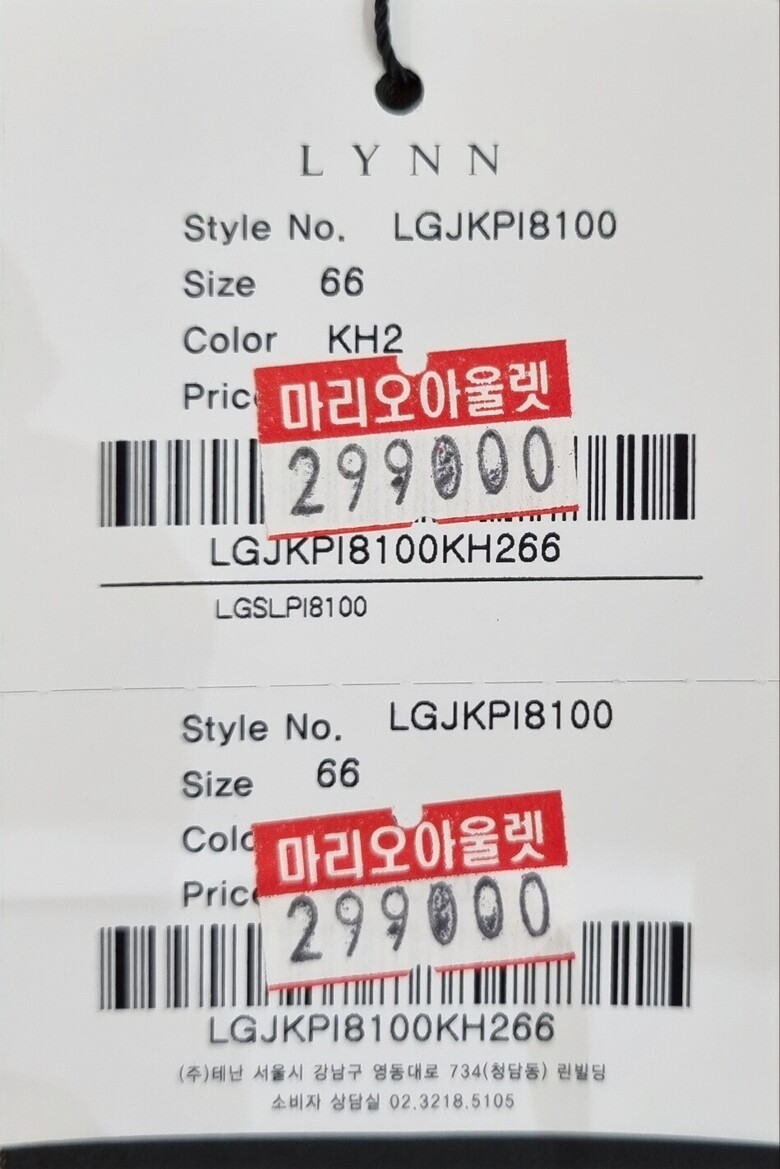 LYNN
Style No. LGJKPI8100
Size 66
Color KH2
마리오아울렛
299000
LGJKPI8100KH266
LGSLPI8100
Style No. LGJKPI8100
Size 66
마리오아울렛
299000
LGJKPI8100KH266
(주)테난 서울시 강남구 영동대로 734(청담동) 린빌딩
소비자 상담실 02.3218.5105